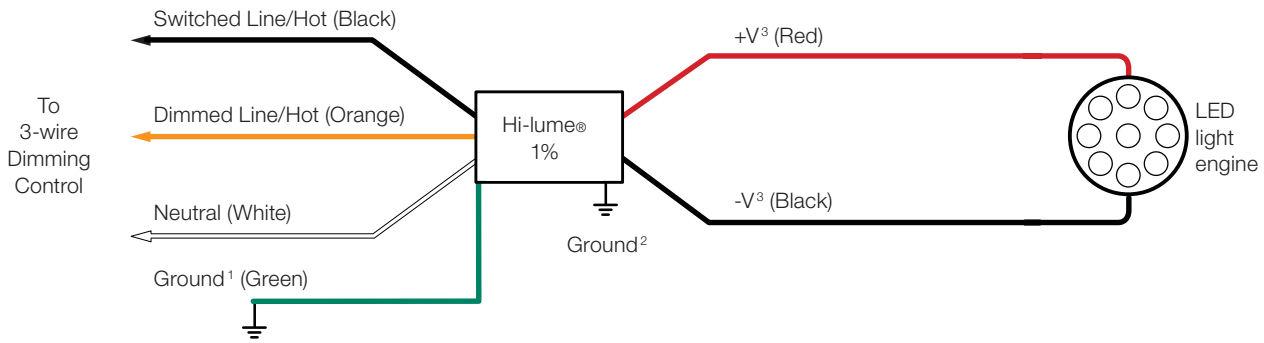 Switched Line/Hot (Black)
To
3-wire
Dimming
Control
Dimmed Line/Hot (Orange)
Neutral (White)
Ground¹ (Green)
Hi-lume®
1%
Ground²
+V³ (Red)
-V³ (Black)
LED
light
engine